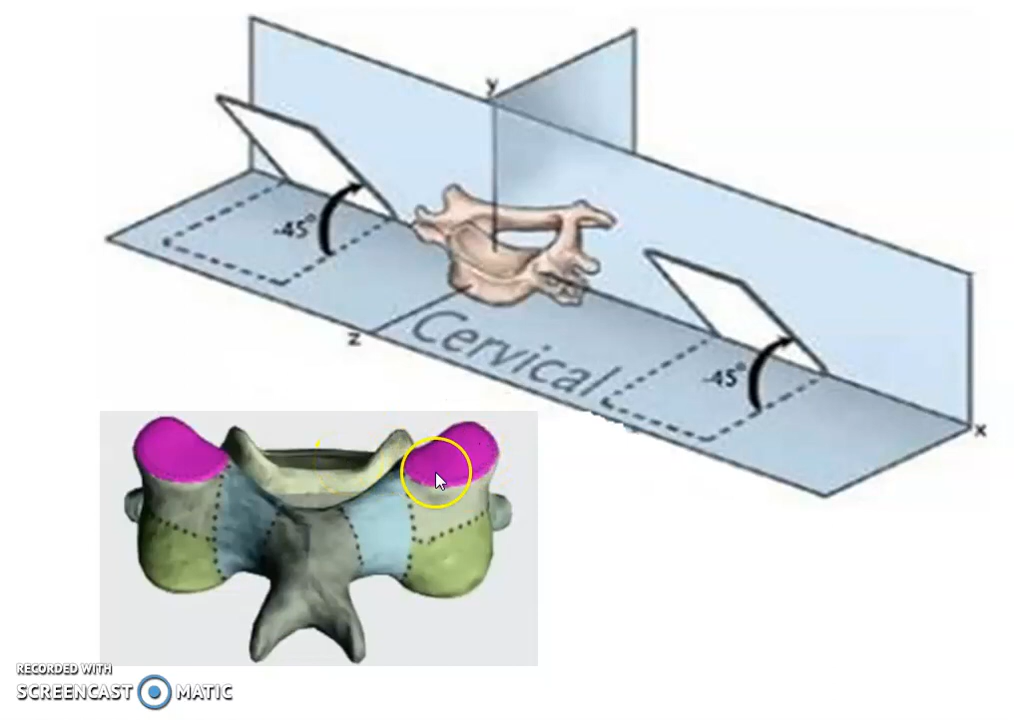 y
-45°
Cervical
z
-45°
x
RECORDED WITH
SCREENCAST MATIC